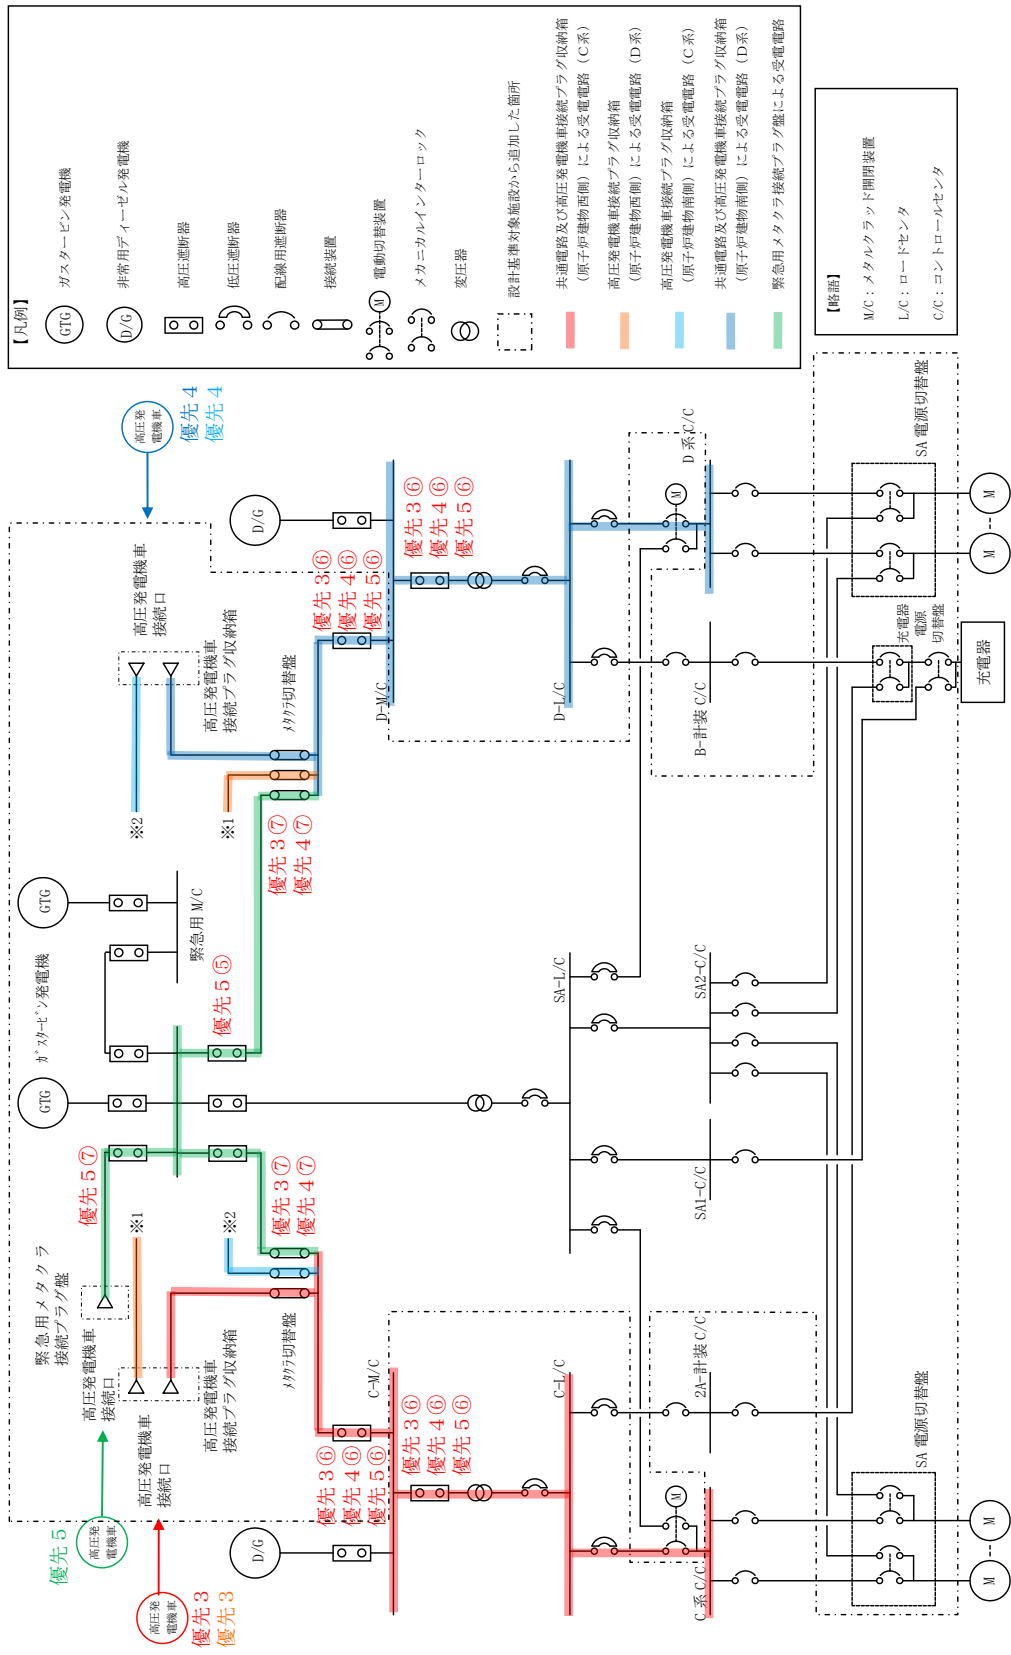 【凡例】
GTG
ガスタービン発電機
D/G
非常用ディーゼル発電機
高圧遮断器
低圧遮断器
配線用遮断器
接続装置
M
電動切替装置
メカニカルインターロック
変圧器
設計基準対象施設から追加した箇所
共通電路及び高圧発電機車接続プラグ収納箱
(原子炉建物西側)による受電電路(C系)
高圧発電機車接続プラグ収納箱
(原子炉建物西側)による受電電路(D系)
高圧発電機車接続プラグ収納箱
(原子炉建物南側)による受電電路(C系)
共通電路及び高圧発電機車接続プラグ収納箱
(原子炉建物南側)による受電電路(D系)
緊急用メタクラ接続プラグ盤による受電電路
【略語】
M/C:メタルクラッド開閉装置
L/C:ロードセンタ
C/C:コントロールセンタ
優先5
高圧発
電機車
優先3
優先3
高圧発
電機車
優先4
優先4
高圧発
電機車
緊急用メタクラ
接続プラグ盤
高圧発電機車
接続口
高圧発電機車
接続口
高圧発電機車
接続プラグ収納箱
※1
※2
優先5⑦
GTG
ガスタービン発電機
GTG
緊急用M/C
優先5⑤
優先3⑦
優先4⑦
優先3⑦
優先4⑦
※2
※1
高圧発電機車
接続口
高圧発電機車
接続プラグ収納箱
メタクラ切替盤
メタクラ切替盤
D/G
D/G
優先3⑥
優先4⑥
優先5⑥
優先3⑥
優先4⑥
優先5⑥
優先3⑥
優先4⑥
優先5⑥
優先3⑥
優先4⑥
優先5⑥
C-M/C
D-M/C
C-L/C
SA-L/C
D-L/C
M
M
C系C/C
2A-計装C/C
SA1-C/C
SA2-C/C
B-計装C/C
D系C/C
SA電源切替盤
充電器
電源
切替盤
SA電源切替盤
M
M
充電器
M
M